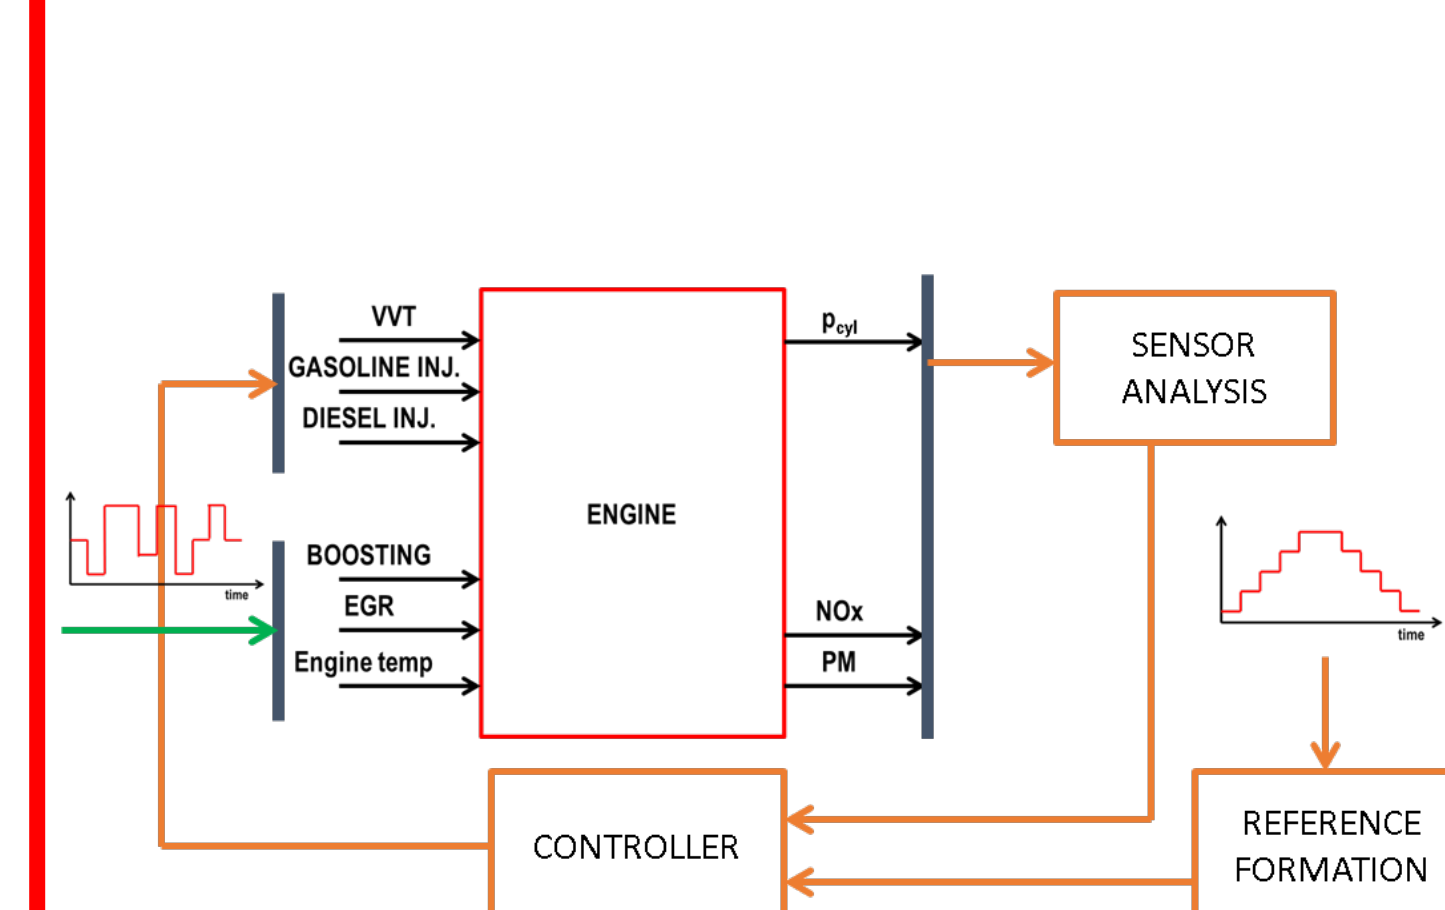 VVT
GASOLINE INJ.
DIESEL INJ.
time
BOOSTING
EGR
Engine temp
ENGINE
pcyl
NOx
PM
SENSOR
ANALYSIS
time
CONTROLLER
REFERENCE
FORMATION